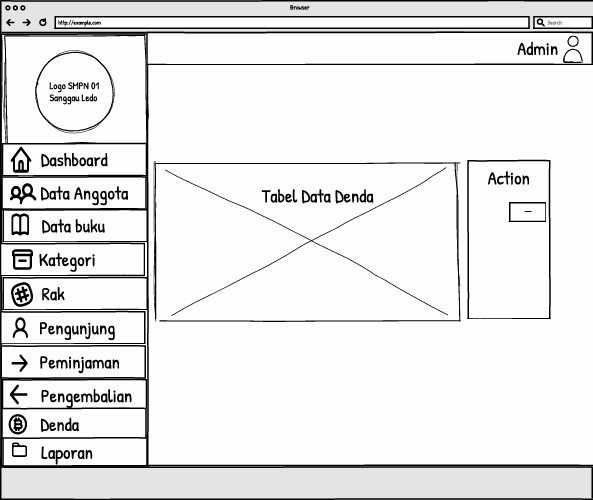 Browser
http://example.com
Search
Admin
Logo SMPN 01
Sanggau Ledo
Dashboard
Data Anggota
Data buku
Kategori
Rak
Pengunjung
Peminjaman
Pengembalian
Denda
Laporan
Tabel Data Denda
Action
–